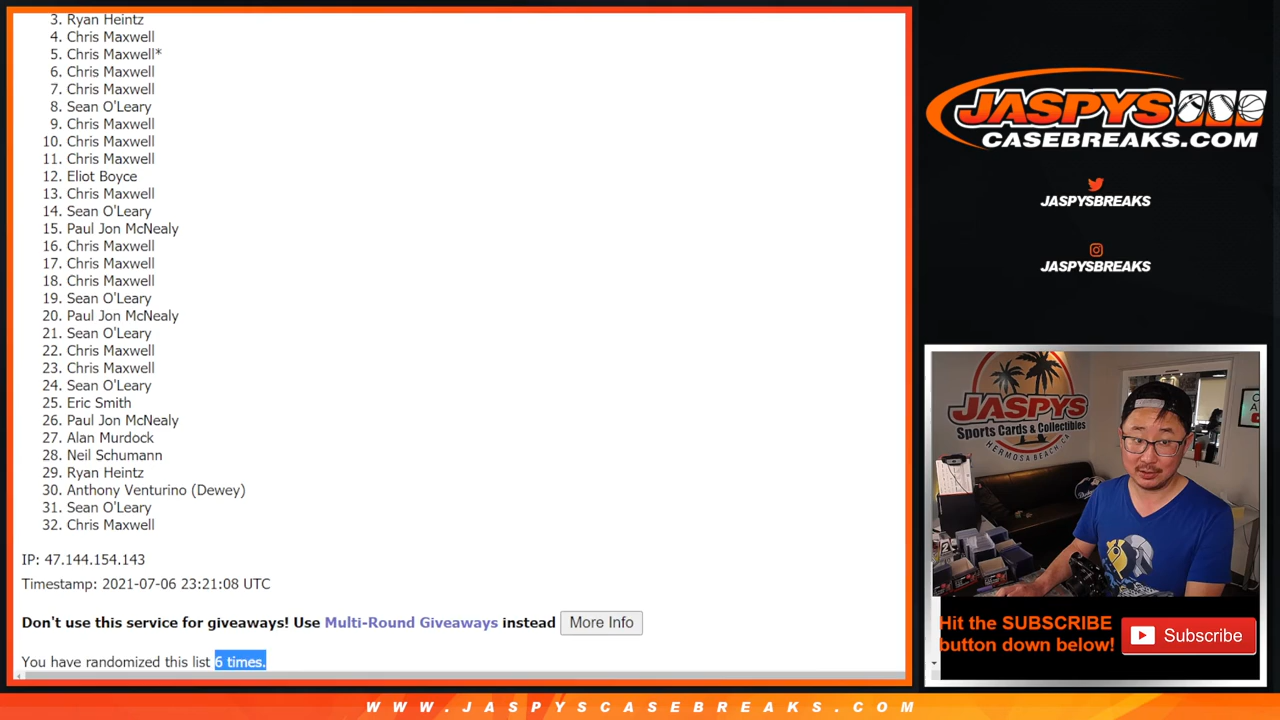 3. Ryan Heintz
4. Chris Maxwell
5. Chris Maxwell*
6. Chris Maxwell
7. Chris Maxwell
8. Sean O'Leary
9. Chris Maxwell
10. Chris Maxwell
11. Chris Maxwell
12. Eliot Boyce
13. Chris Maxwell
14. Sean O'Leary
15. Paul Jon McNealy
16. Chris Maxwell
17. Chris Maxwell
18. Chris Maxwell
19. Sean O'Leary
20. Paul Jon McNealy
21. Sean O'Leary
22. Chris Maxwell
23. Chris Maxwell
24. Sean O'Leary
25. Eric Smith
26. Paul Jon McNealy
27. Alan Murdock
28. Neil Schumann
29. Ryan Heintz
30. Anthony Venturino (Dewey)
31. Sean O'Leary
32. Chris Maxwell
IP: 47.144.154.143
Timestamp: 2021-07-06 23:21:08 UTC
Don't use this service for giveaways! Use Multi-Round Giveaways instead More Info
You have randomized this list 6 times.
JASPYS
CASEBREAKS.COM
JASPYSBREAKS
JASPYSBREAKS
JASPYS
Sports Cards & Collectibles
HERMOSA BEACH, CA
Hit the SUBSCRIBE
button down below!
Subscribe
WWW.JASPYSCASEBREAKS.COM